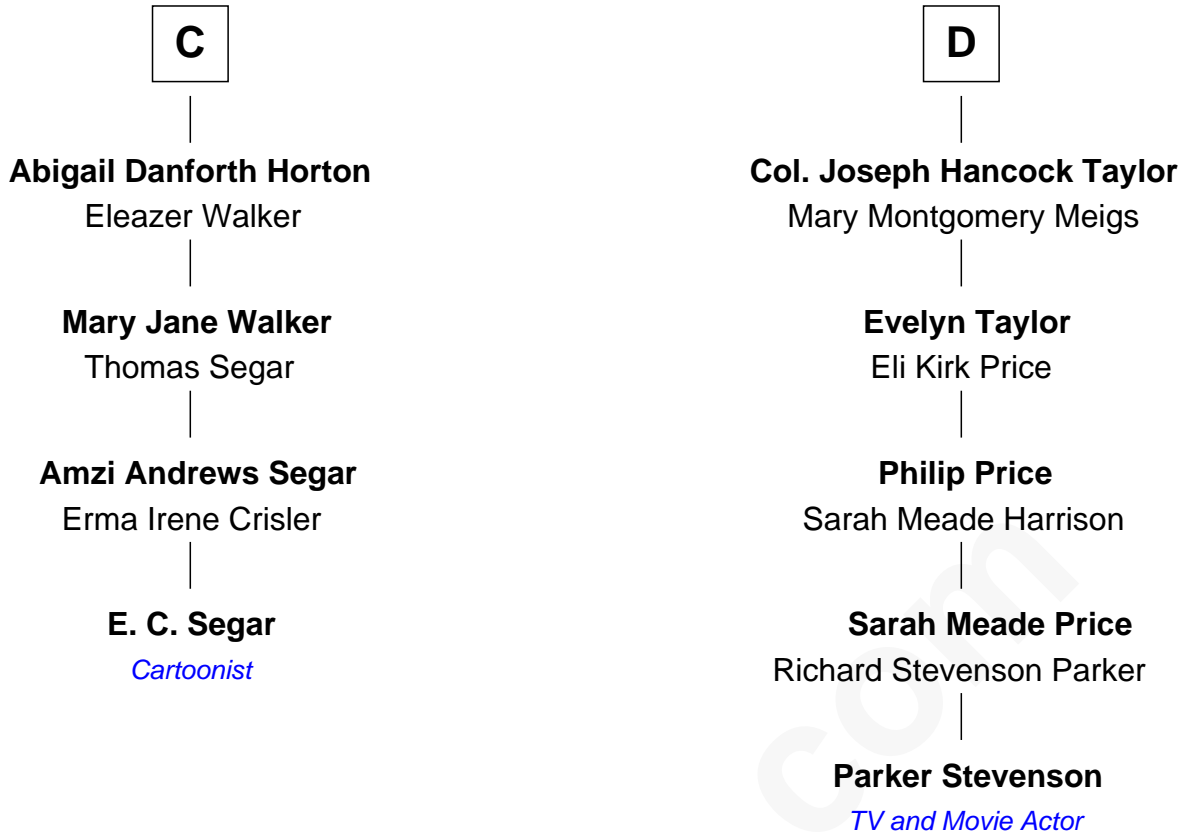 C
Abigail Danforth Horton
Eleazer Walker
Mary Jane Walker
Thomas Segar
Amzi Andrews Segar
Erma Irene Crisler
E. C. Segar
Cartoonist
D
Col. Joseph Hancock Taylor
Mary Montgomery Meigs
Evelyn Taylor
Eli Kirk Price
Philip Price
Sarah Meade Harrison
Sarah Meade Price
Richard Stevenson Parker
Parker Stevenson
TV and Movie Actor
com